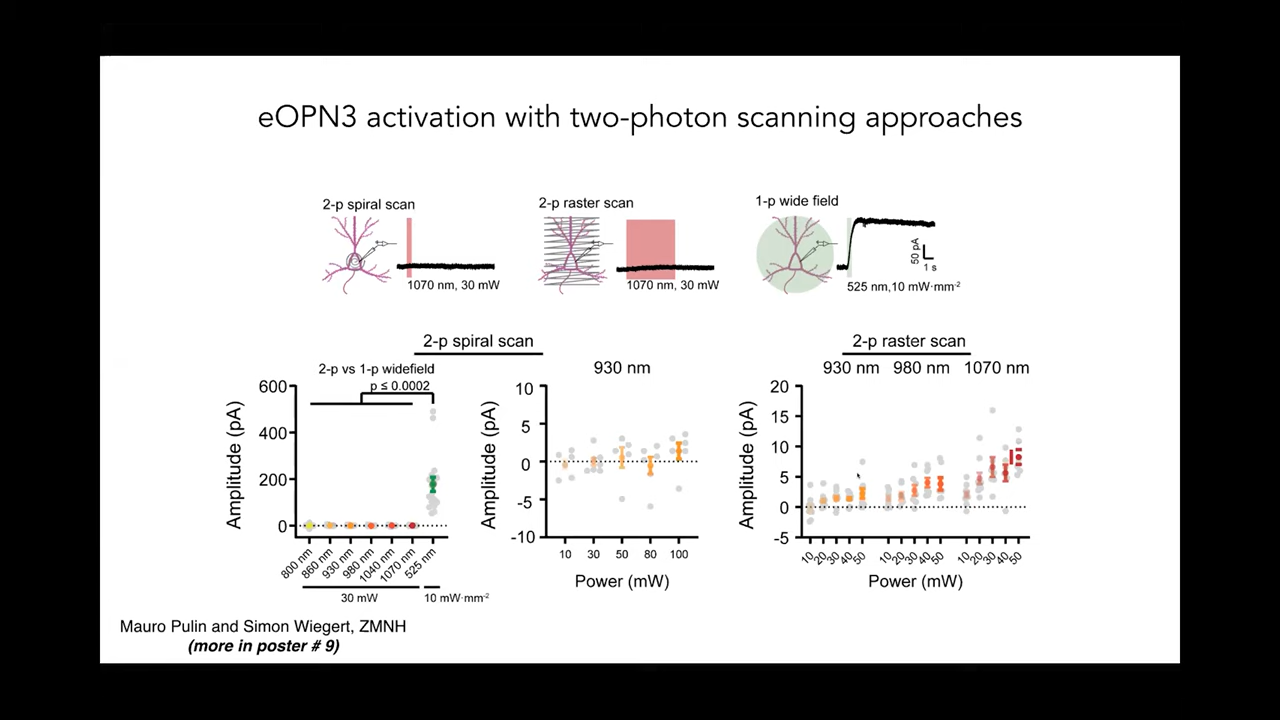 eOPN3 activation with two-photon scanning approaches
2-p spiral scan
1070 nm, 30 mW
2-p raster scan
1070 nm, 30 mW
1-p wide field
50 pA
1 s
525 nm,10 mW·mm-2
2-p spiral scan
2-p vs 1-p widefield
p ≤ 0.0002
Amplitude (pA)
600
400
200
0
800 nm
860 nm
930 nm
980 nm
1040 nm
1070 nm
525 nm
30 mW
10 mW·mm-2
930 nm
Amplitude (pA)
10
5
0
-5
-10
10
30
50
80
100
Power (mW)
2-p raster scan
930 nm
980 nm
1070 nm
Amplitude (pA)
20
15
10
5
0
-5
10
20
30
40
50
10
20
30
40
50
10
20
30
40
50
Power (mW)
Mauro Pulin and Simon Wiegert, ZMNH
(more in poster # 9)